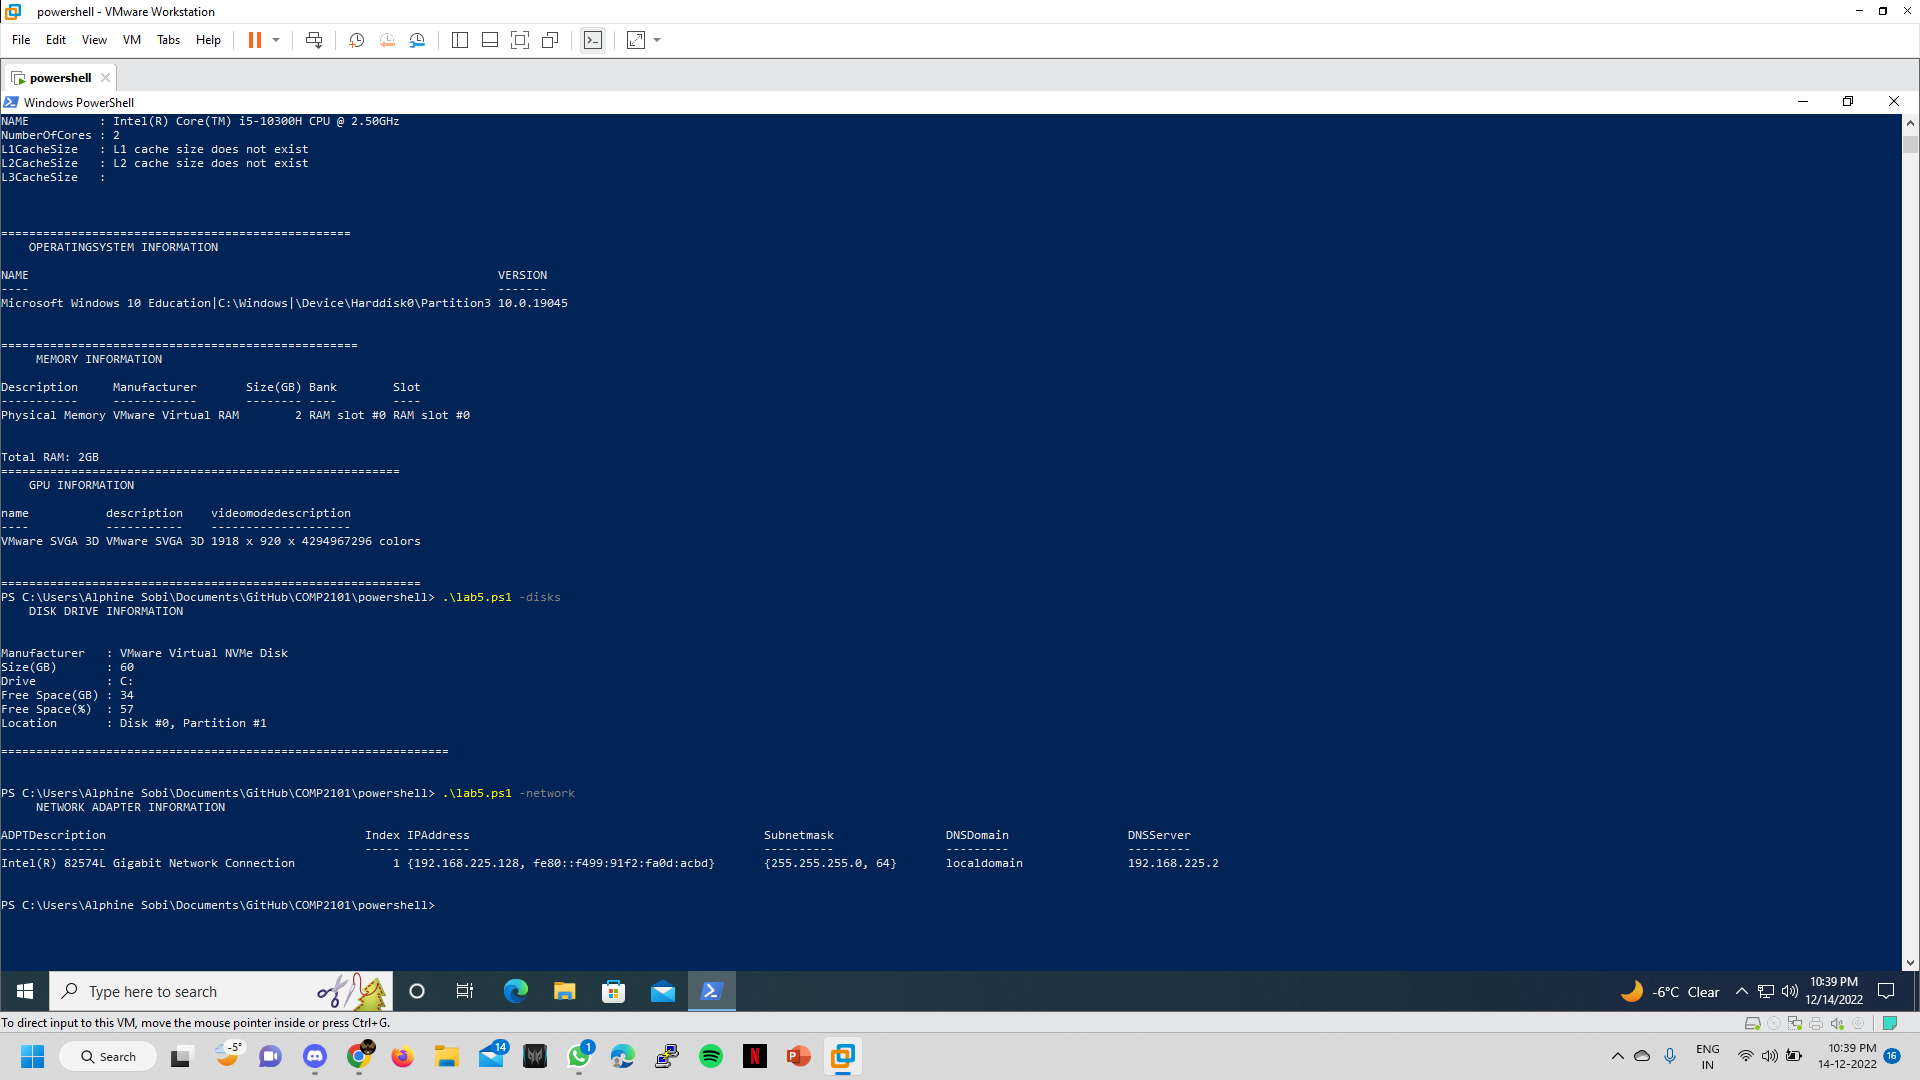 powershell - VMware Workstation
File Edit View VM Tabs Help
powershell
Windows PowerShell
NAME          : Intel(R) Core(TM) i5-10300H CPU @ 2.50GHz
NumberOfCores : 2
L1CacheSize   : L1 cache size does not exist
L2CacheSize   : L2 cache size does not exist
L3CacheSize   :
==================================================
OPERATINGSYSTEM INFORMATION
NAME VERSION
---- -------
Microsoft Windows 10 Education|C:\Windows|\Device\Harddisk0\Partition3 10.0.19045
===================================================
MEMORY INFORMATION
Description     Manufacturer       Size(GB) Bank        Slot
-----------     ------------       -------- ----        ----
Physical Memory VMware Virtual RAM        2 RAM slot #0 RAM slot #0
Total RAM: 2GB
=========================================================
GPU INFORMATION
name           description    videomodedescription
----           -----------    --------------------
VMware SVGA 3D VMware SVGA 3D 1918 x 920 x 4294967296 colors
============================================================
PS C:\Users\Alphine Sobi\Documents\GitHub\COMP2101\powershell> .\lab5.ps1 -disks
DISK DRIVE INFORMATION
Manufacturer   : VMware Virtual NVMe Disk
Size(GB)       : 60
Drive          : C:
Free Space(GB) : 34
Free Space(%)  : 57
Location       : Disk #0, Partition #1
================================================================
PS C:\Users\Alphine Sobi\Documents\GitHub\COMP2101\powershell> .\lab5.ps1 -network
NETWORK ADAPTER INFORMATION
ADPTDescription Index IPAddress Subnetmask DNSDomain DNSServer
--------------- ----- --------- ---------- --------- ---------
Intel(R) 82574L Gigabit Network Connection 1 {192.168.225.128, fe80::f499:91f2:fa0d:acbd} {255.255.255.0, 64} localdomain 192.168.225.2
PS C:\Users\Alphine Sobi\Documents\GitHub\COMP2101\powershell>
Type here to search
-6°C Clear
10:39 PM
12/14/2022
To direct input to this VM, move the mouse pointer inside or press Ctrl+G.
Search
-5°
14
1
N
P
ENG
IN
10:39 PM
14-12-2022
16